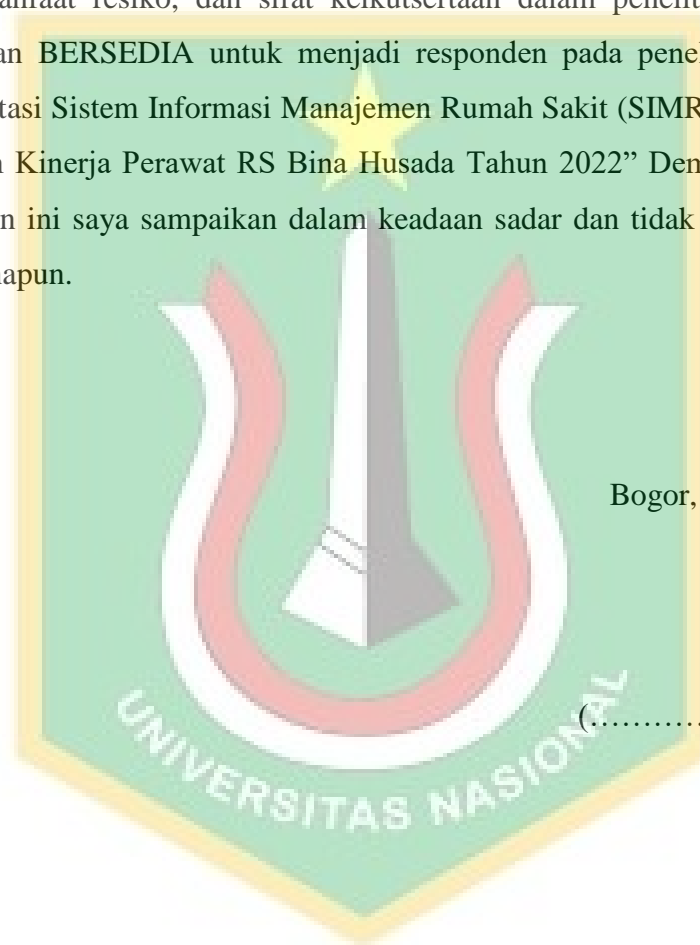 anfaat resiko, dan sifat keikutsertaan dalam penelit
an BERSEDIA untuk menjadi responden pada pene
tasi Sistem Informasi Manajemen Rumah Sakit (SIMR
Kinerja Perawat RS Bina Husada Tahun 2022” Den
n ini saya sampaikan dalam keadaan sadar dan tidak
apun.
Bogor,
(............
UNIVERSITAS NASIONAL